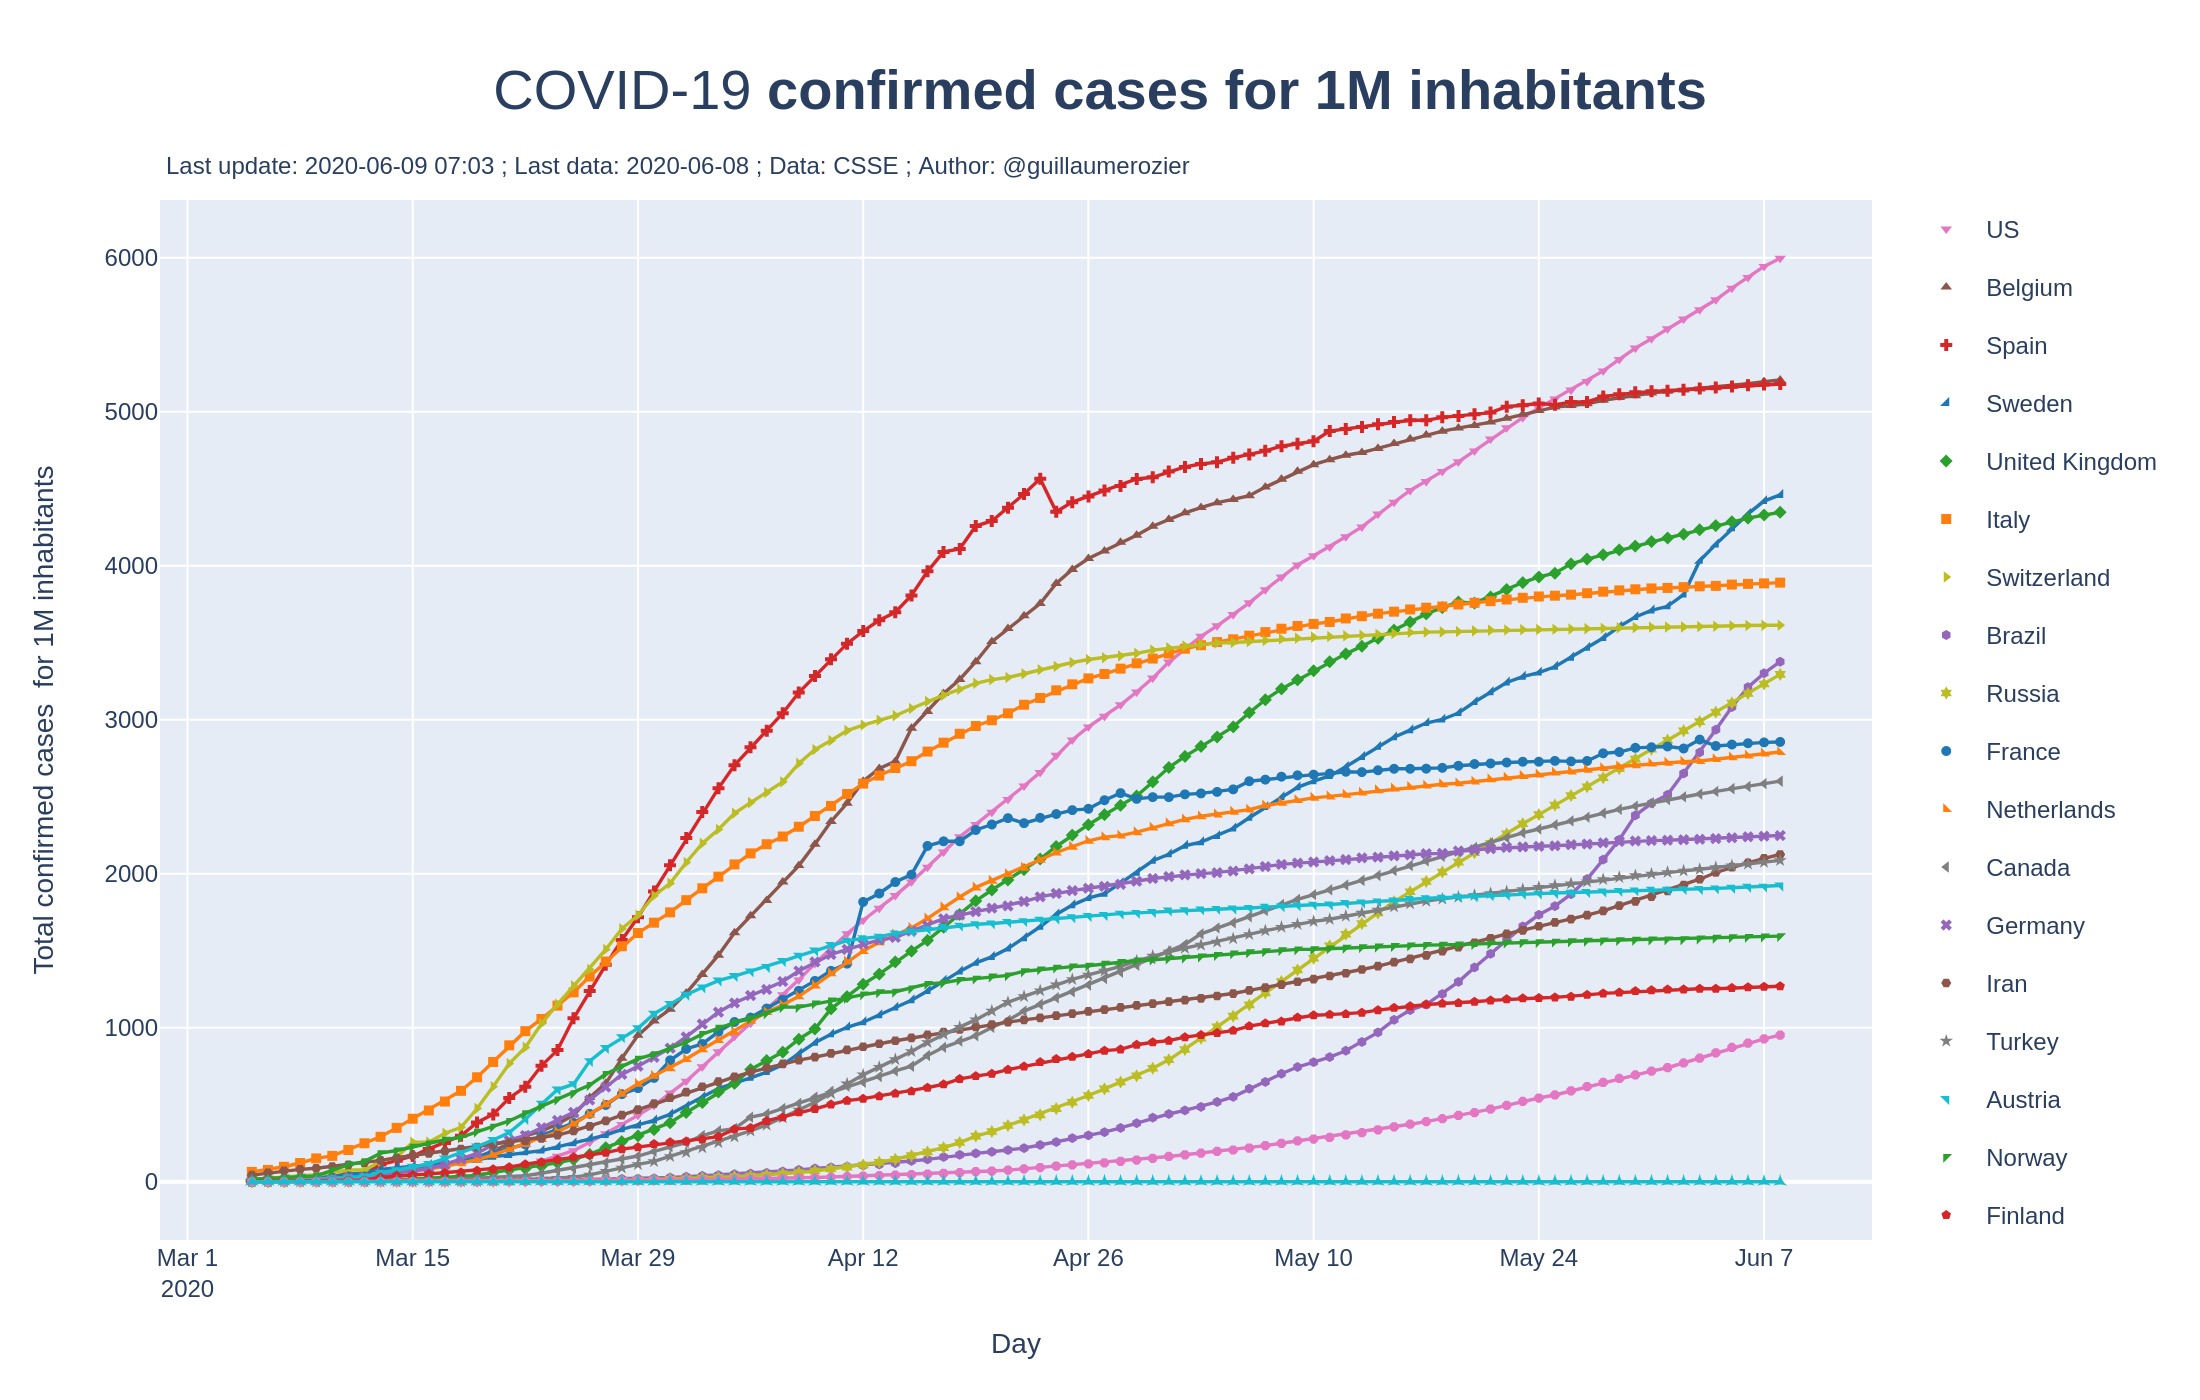 COVID-19 confirmed cases for 1M inhabitants
Last update: 2020-06-09 07:03 ; Last data: 2020-06-08 ; Data: CSSE ; Author: @guillaumerozier
Total confirmed cases for 1M inhabitants
6000
5000
4000
3000
2000
1000
0
Mar 1
2020
Mar 15
Mar 29
Apr 12
Apr 26
May 10
May 24
Jun 7
Day
US
Belgium
Spain
Sweden
United Kingdom
Italy
Switzerland
Brazil
Russia
France
Netherlands
Canada
Germany
Iran
Turkey
Austria
Norway
Finland